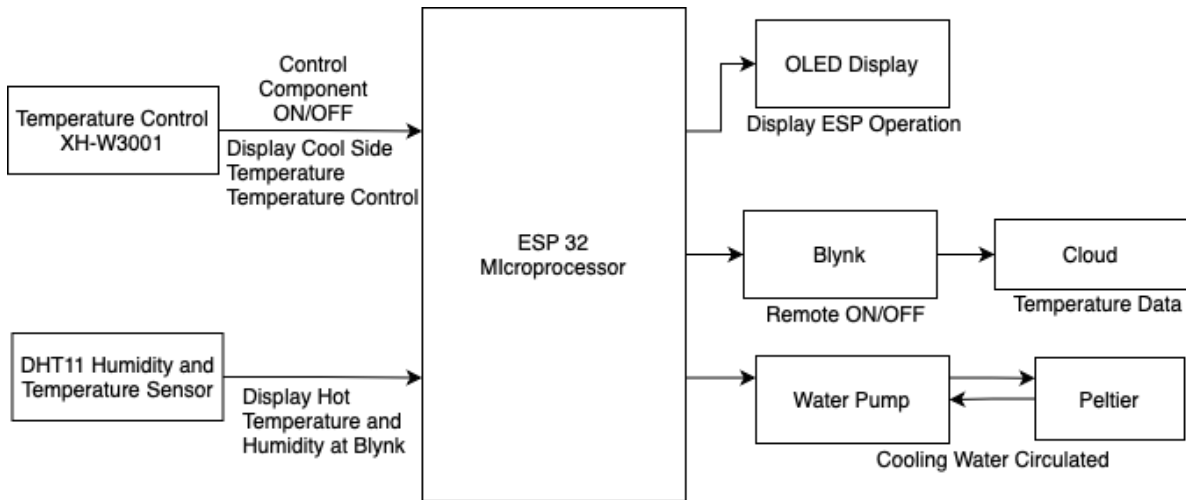 Temperature Control
XH-W3001
Control
Component
ON/OFF
Display Cool Side
Temperature
Temperature Control
DHT11 Humidity and
Temperature Sensor
Display Hot
Temperature and
Humidity at Blynk
ESP 32
MIcroprocessor
OLED Display
Display ESP Operation
Blynk
Remote ON/OFF
Cloud
Temperature Data
Water Pump
Peltier
Cooling Water Circulated